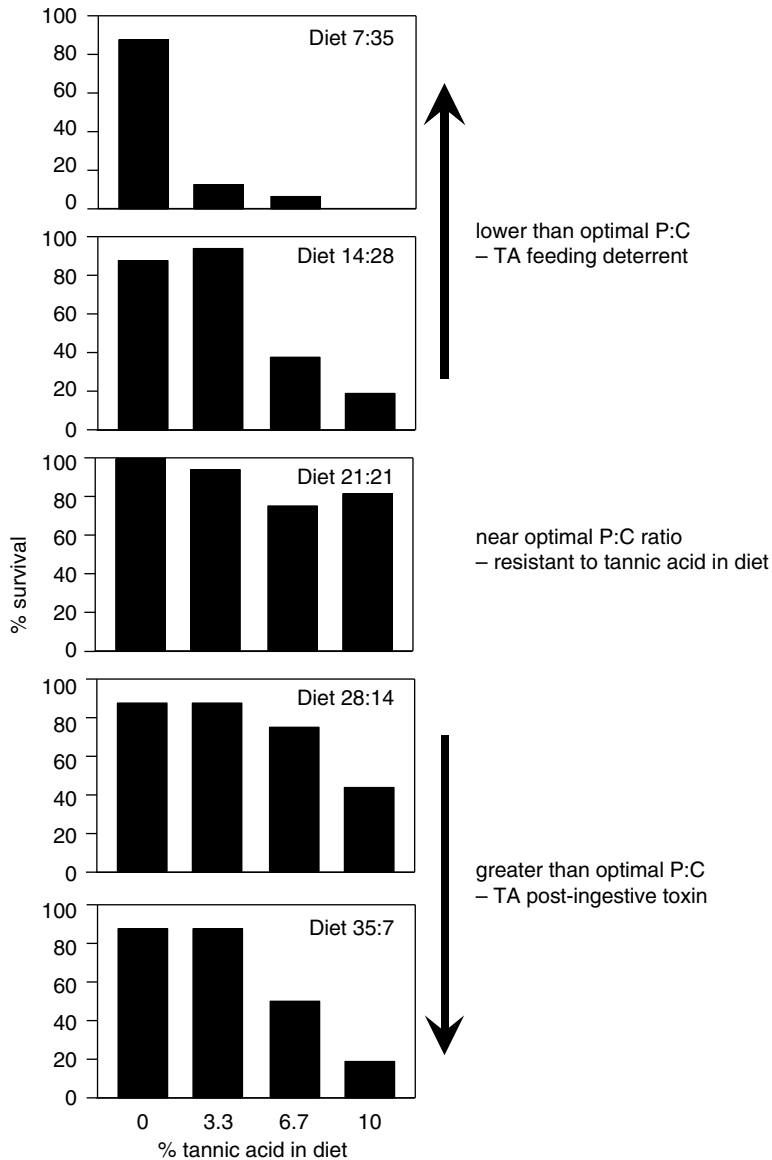 100
80
60
40
20
0
Diet 7:35
100
80
60
40
20
0
Diet 14:28
lower than optimal P:C
– TA feeding deterrent
100
80
60
40
20
0
Diet 21:21
near optimal P:C ratio
– resistant to tannic acid in diet
% survival
100
80
60
40
20
0
Diet 28:14
100
80
60
40
20
0
Diet 35:7
greater than optimal P:C
– TA post-ingestive toxin
0 3.3 6.7 10
% tannic acid in diet